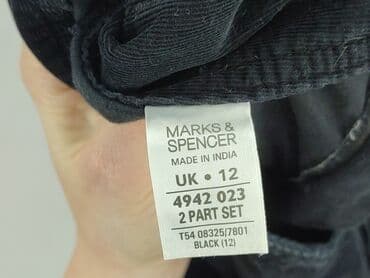 MARKS &
SPENCER
MADE IN INDIA
UK • 12
4942 023
2 PART SET
T54 08325/7801
BLACK (12)